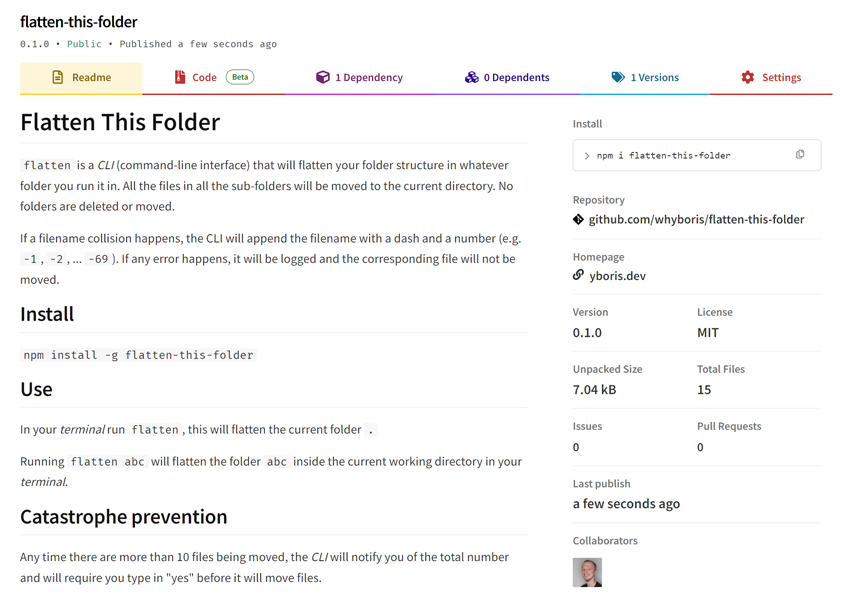 flatten-this-folder
0.1.0 • Public • Published a few seconds ago
Readme
Code Beta
1 Dependency
0 Dependents
1 Versions
Settings
Flatten This Folder
flatten is a CLI (command-line interface) that will flatten your folder structure in whatever
folder you run it in. All the files in all the sub-folders will be moved to the current directory. No
folders are deleted or moved.
If a filename collision happens, the CLI will append the filename with a dash and a number (e.g.
-1 , -2 ,... -69 ). If any error happens, it will be logged and the corresponding file will not be
moved.
Install
npm install -g flatten-this-folder
Use
In your terminal run flatten , this will flatten the current folder .
Running flatten abc will flatten the folder abc inside the current working directory in your
terminal.
Catastrophe prevention
Any time there are more than 10 files being moved, the CLI will notify you of the total number
and will require you type in "yes" before it will move files.
Install
> npm i flatten-this-folder
Repository
github.com/whyboris/flatten-this-folder
Homepage
yboris.dev
Version
License
0.1.0
MIT
Unpacked Size
Total Files
7.04 kB
15
Issues
Pull Requests
0
0
Last publish
a few seconds ago
Collaborators